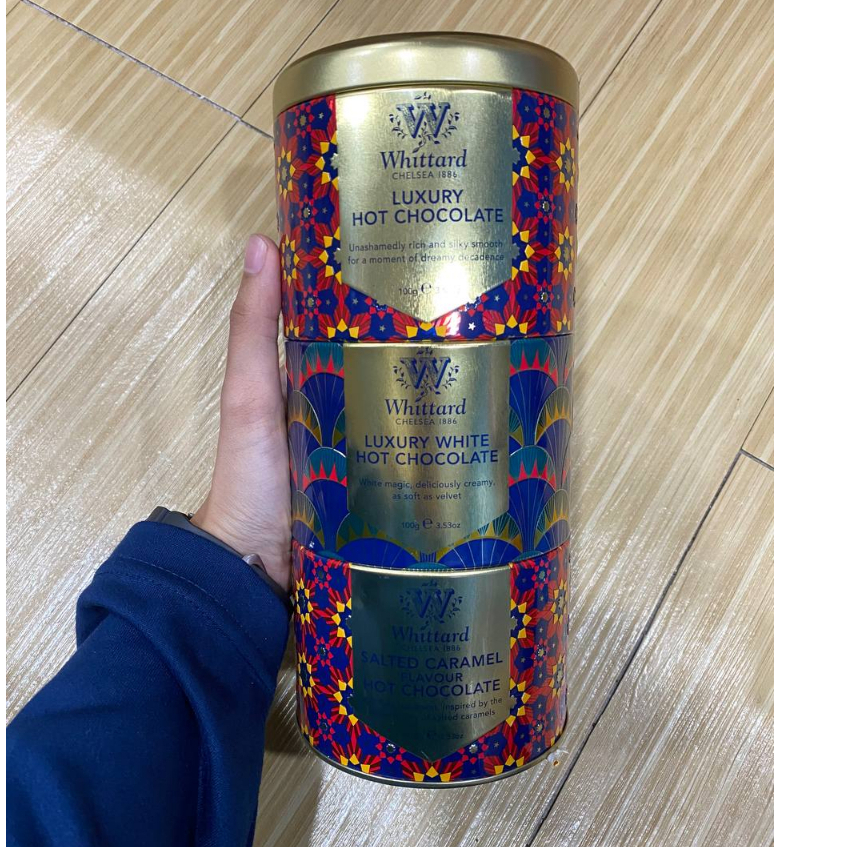 W
Whittard
CHELSEA 1886
LUXURY
HOT CHOCOLATE
Unashamedly rich and silky smooth
for a moment of dreamy decadence
100g ℮
W
Whittard
CHELSEA 1886
LUXURY WHITE
HOT CHOCOLATE
White magic, deliciously creamy,
as soft as velvet
100g ℮ 3.53oz
W
Whittard
CHELSEA 1886
SALTED CARAMEL
FLAVOUR
HOT CHOCOLATE
inspired by the
caramels